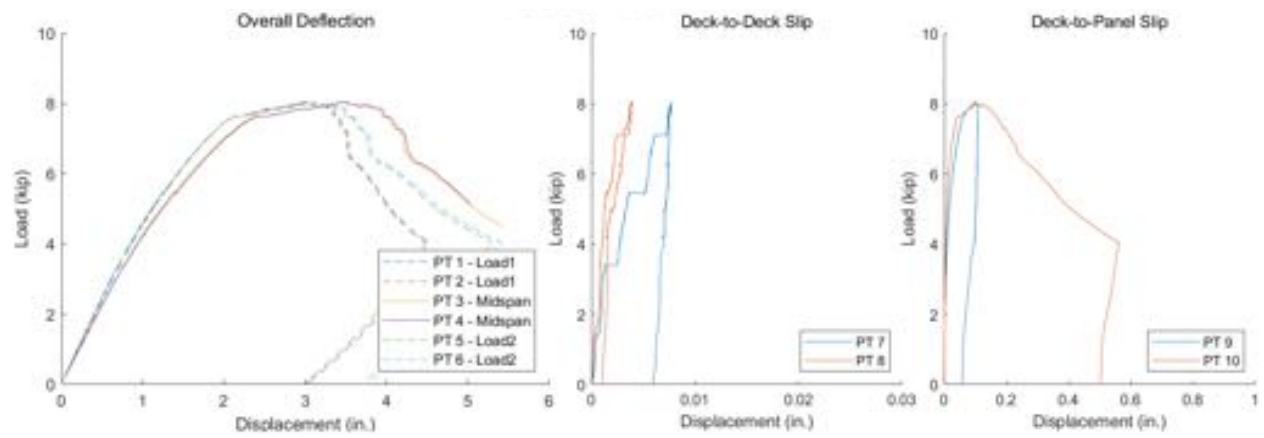 Overall Deflection
10
8
6
4
2
0
Load (kip)
0 1 2 3 4 5 6
Displacement (in.)
PT 1 - Load1
PT 2 - Load1
PT 3 - Midspan
PT 4 - Midspan
PT 5 - Load2
PT 6 - Load2
Deck-to-Deck Slip
10
8
6
4
2
0
Load (kip)
0 0.01 0.02 0.03
Displacement (in.)
PT 7
PT 8
Deck-to-Panel Slip
10
8
6
4
2
0
Load (kip)
0 0.2 0.4 0.6 0.8 1
Displacement (in.)
PT 9
PT 10